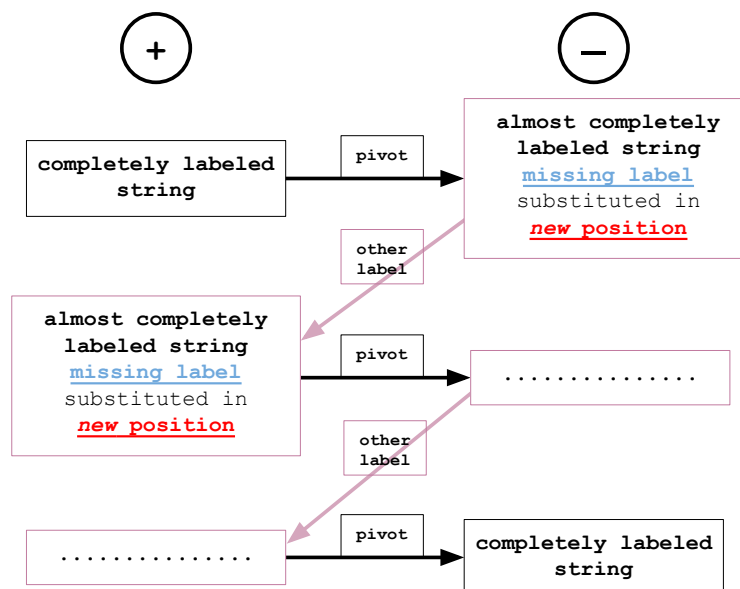 +
−
completely labeled
string
pivot
almost completely
labeled string
missing label
substituted in
new position
other
label
almost completely
labeled string
missing label
substituted in
new position
pivot
...............
other
label
...............
pivot
completely labeled
string